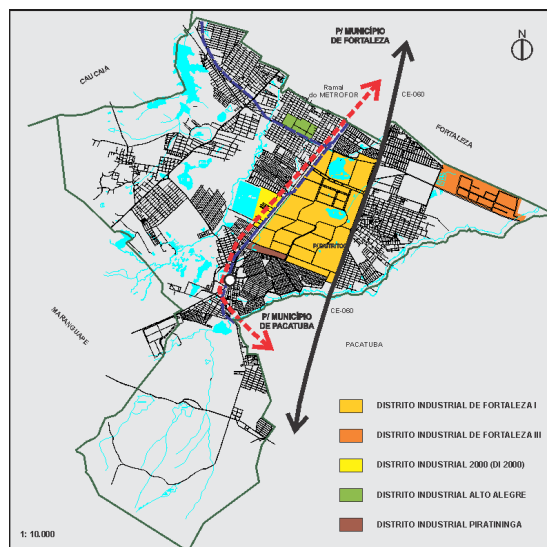 P/ MUNICÍPIO
DE FORTALEZA
N
CAUCAIA
Ramal
do METROFOR
CE-060
FORTALEZA
MARANGUAPE
P/ MUNICÍPIO
DE PACATUBA
CE-060
PACATUBA
DISTRITO INDUSTRIAL DE FORTALEZA I
DISTRITO INDUSTRIAL DE FORTALEZA III
DISTRITO INDUSTRIAL 2000 (DI 2000)
DISTRITO INDUSTRIAL ALTO ALEGRE
DISTRITO INDUSTRIAL PIRATININGA
1: 10.000